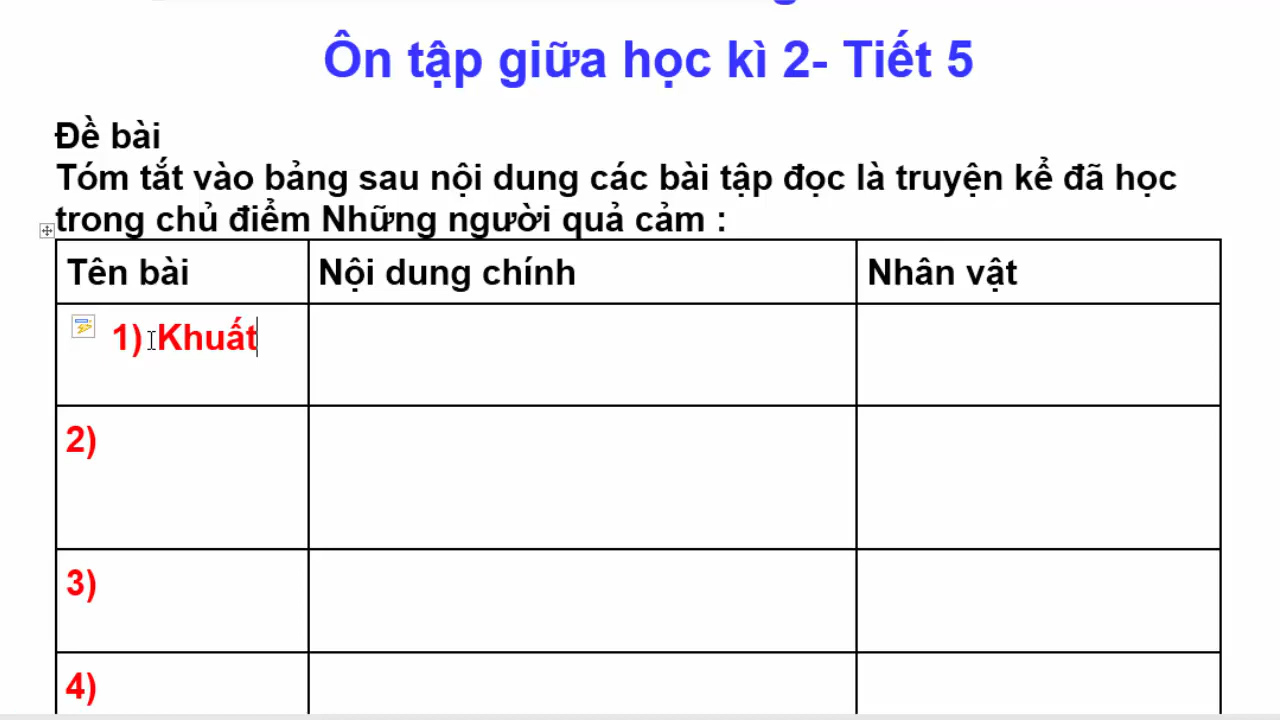 Ôn tập giữa học kì 2- Tiết 5
Đề bài
Tóm tắt vào bảng sau nội dung các bài tập đọc là truyện kể đã học
trong chủ điểm Những người quả cảm :
Tên bài
Nội dung chính
Nhân vật
1) Khuất
2)
3)
4)